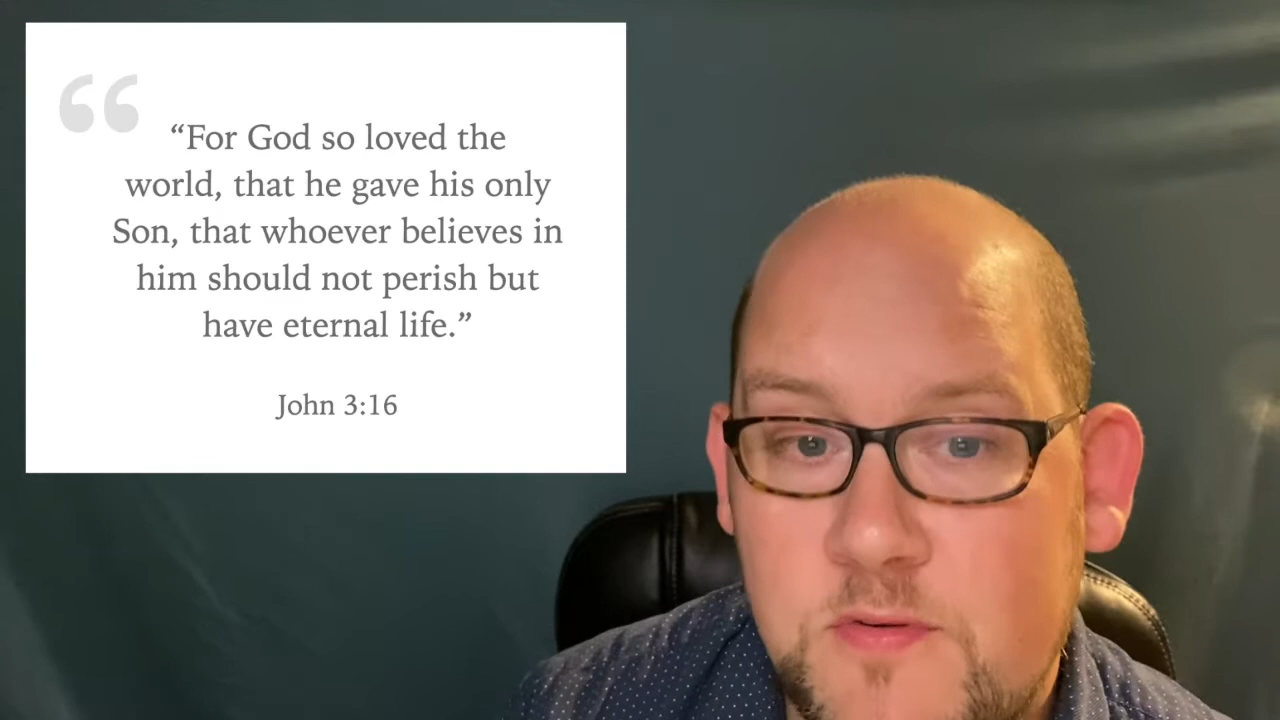 “For God so loved the
world, that he gave his only
Son, that whoever believes in
him should not perish but
have eternal life.”
John 3:16